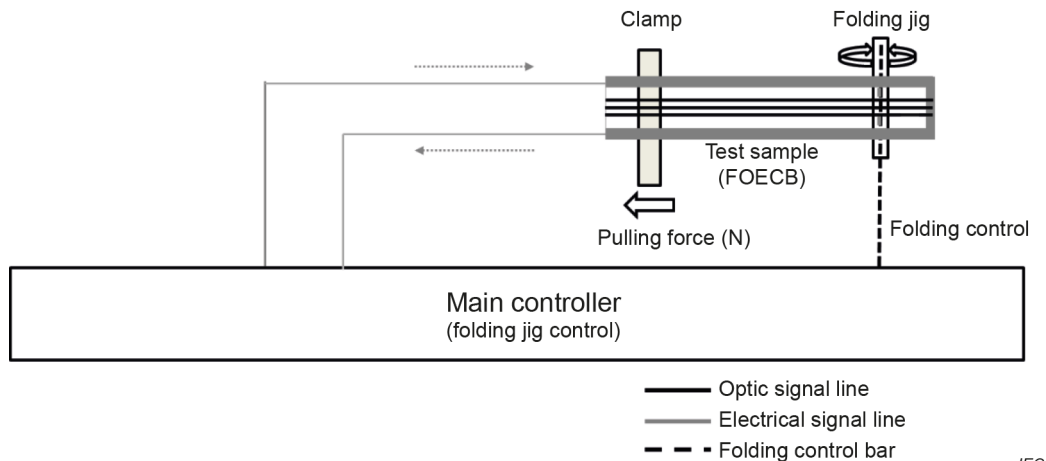 Clamp
Folding jig
Test sample
(FOECB)
Pulling force (N)
Folding control
Main controller
(folding jig control)
Optic signal line
Electrical signal line
Folding control bar